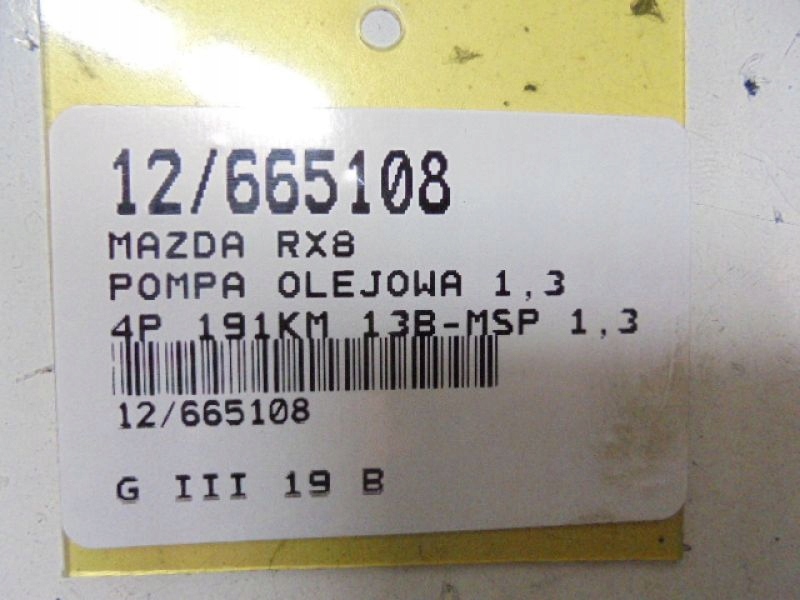 12/665108
MAZDA RX8
POMPA OLEJOWA 1,3
4P 191KM 13B-MSP 1,3
12/665108
G III 19 B